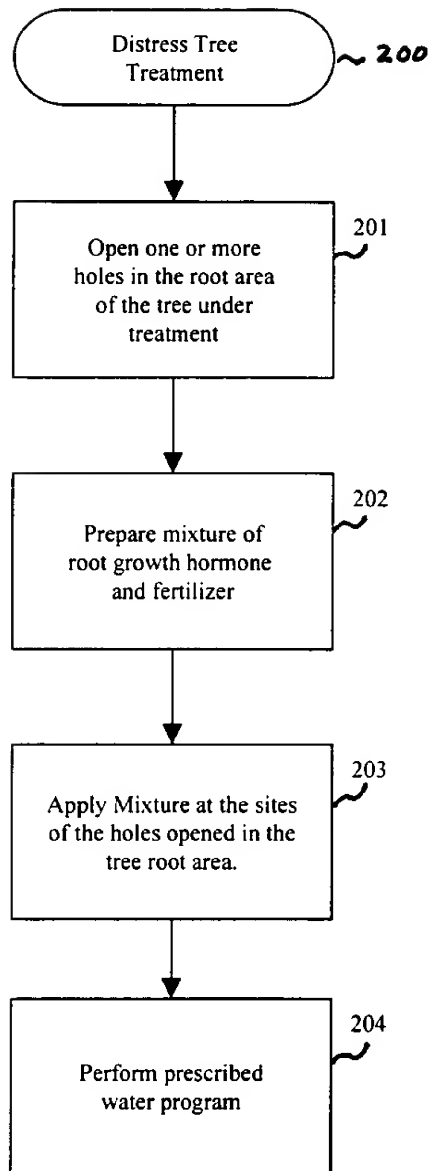 Distress Tree
Treatment
200
201
Open one or more
holes in the root area
of the tree under
treatment
202
Prepare mixture of
root growth hormone
and fertilizer
203
Apply Mixture at the sites
of the holes opened in the
tree root area.
204
Perform prescribed
water program